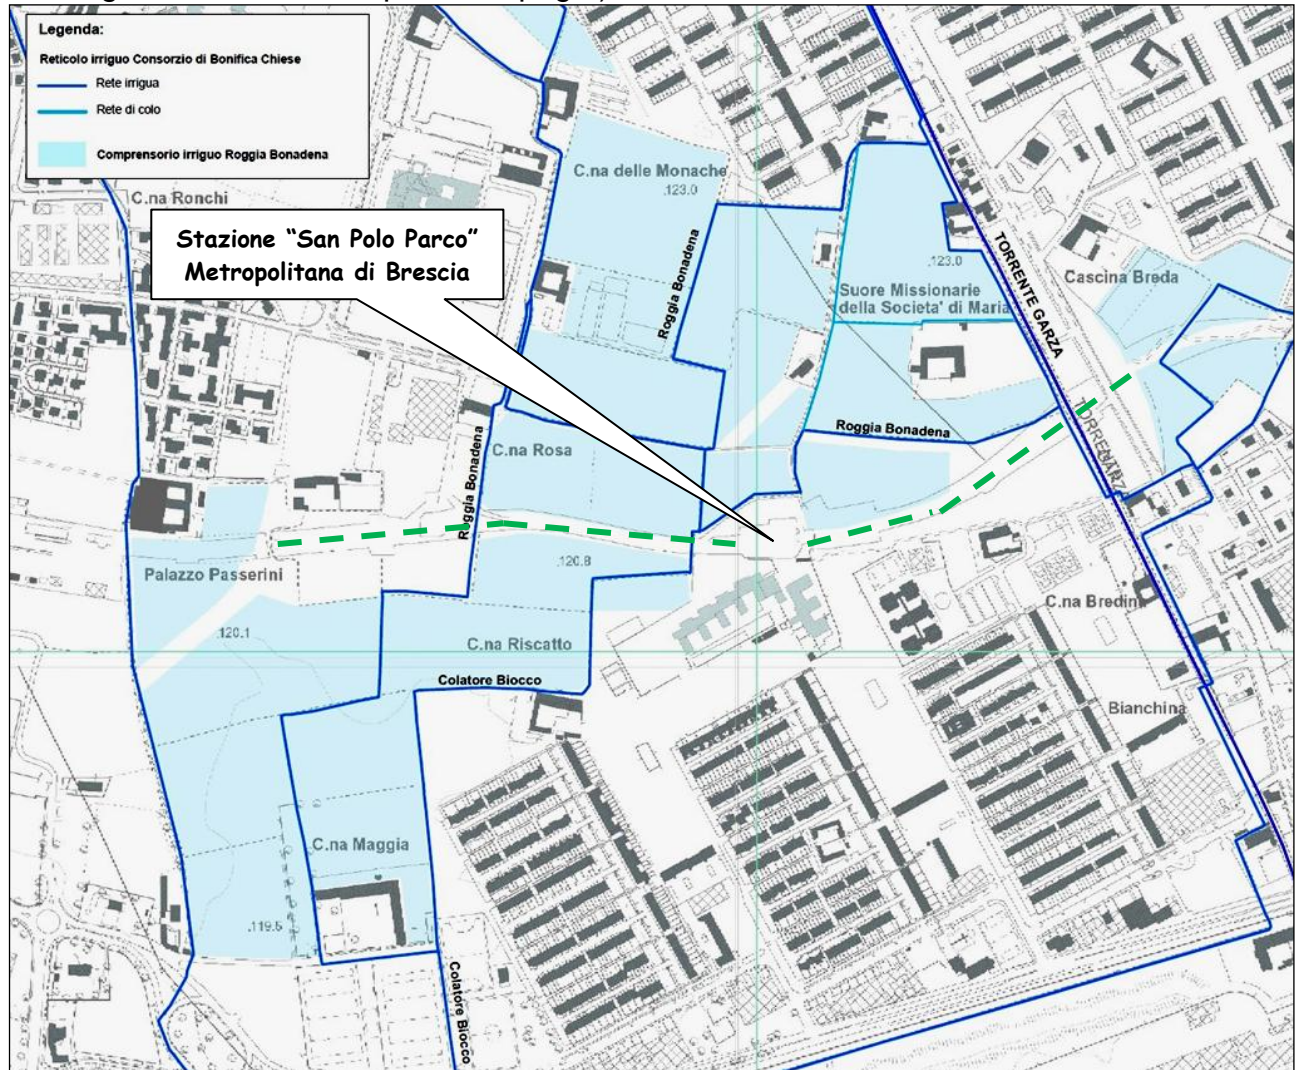 Legenda:
Reticolo irriguo Consorzio di Bonifica Chiese
Rete irrigua
Rete di colo
Comprensorio irriguo Roggia Bonadena
C.na Ronchi
C.na delle Monache
.123.0
Stazione “San Polo Parco”
Metropolitana di Brescia
Roggia Bonadena
TORRENTE GARZA
.123.0
Cascina Breda
Suore Missionarie
della Societa' di Maria
Roggia Bonadena
C.na Rosa
Roggia Bonadena
Palazzo Passerini
.120.8
.120.1
C.na Riscatto
C.na Bredina
Colatore Biocco
Bianchina
C.na Maggia
.119.5
Colatore Biocco